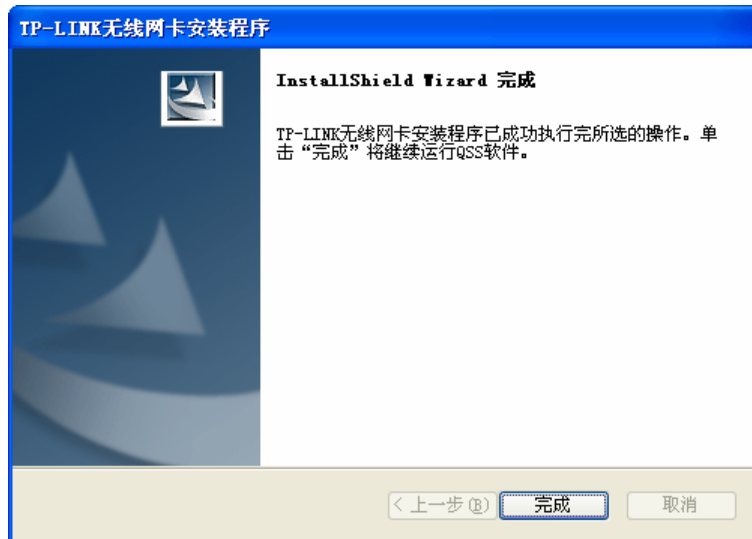 TP-LINK无线网卡安装程序
InstallShield Wizard 完成
TP-LINK无线网卡安装程序已成功执行完所选的操作。单
击“完成”将继续运行QSS软件。
< 上一步(B)
完成
取消